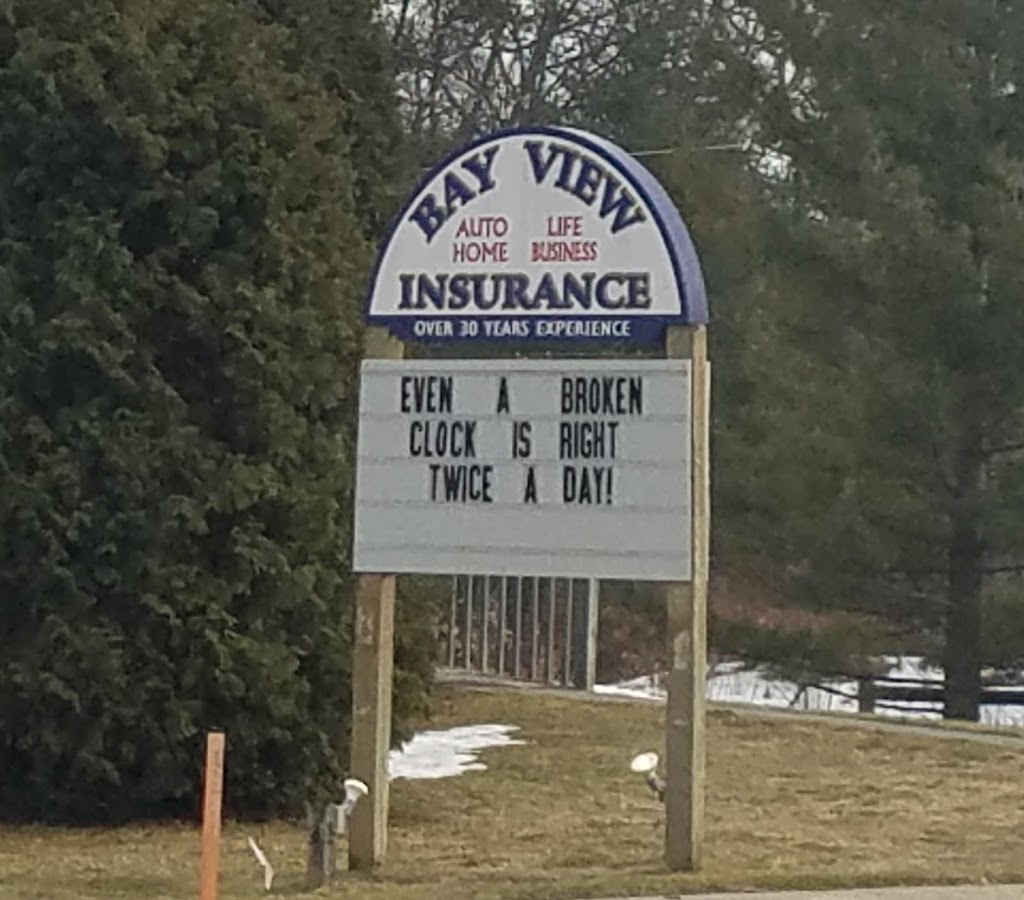 BAY VIEW
AUTO LIFE
HOME BUSINESS
INSURANCE
OVER 30 YEARS EXPERIENCE
EVEN A BROKEN
CLOCK IS RIGHT
TWICE A DAY!